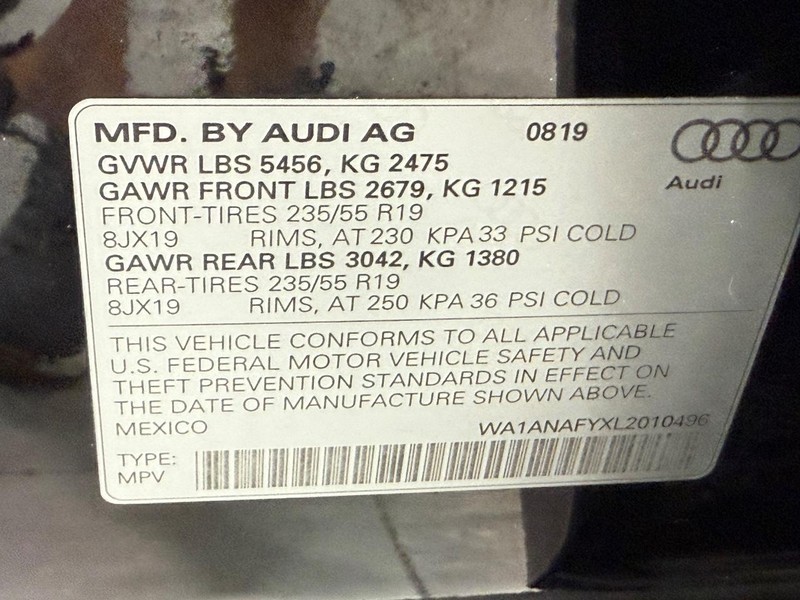 MFD. BY AUDI AG 0819
GVWR LBS 5456, KG 2475
GAWR FRONT LBS 2679, KG 1215
Audi
FRONT-TIRES 235/55 R19
8JX19 RIMS, AT 230 KPA 33 PSI COLD
GAWR REAR LBS 3042, KG 1380
REAR-TIRES 235/55 R19
8JX19 RIMS, AT 250 KPA 36 PSI COLD
THIS VEHICLE CONFORMS TO ALL APPLICABLE
U.S. FEDERAL MOTOR VEHICLE SAFETY AND
THEFT PREVENTION STANDARDS IN EFFECT ON
THE DATE OF MANUFACTURE SHOWN ABOVE.
MEXICO WA1ANAFYXL2010496
TYPE:
MPV